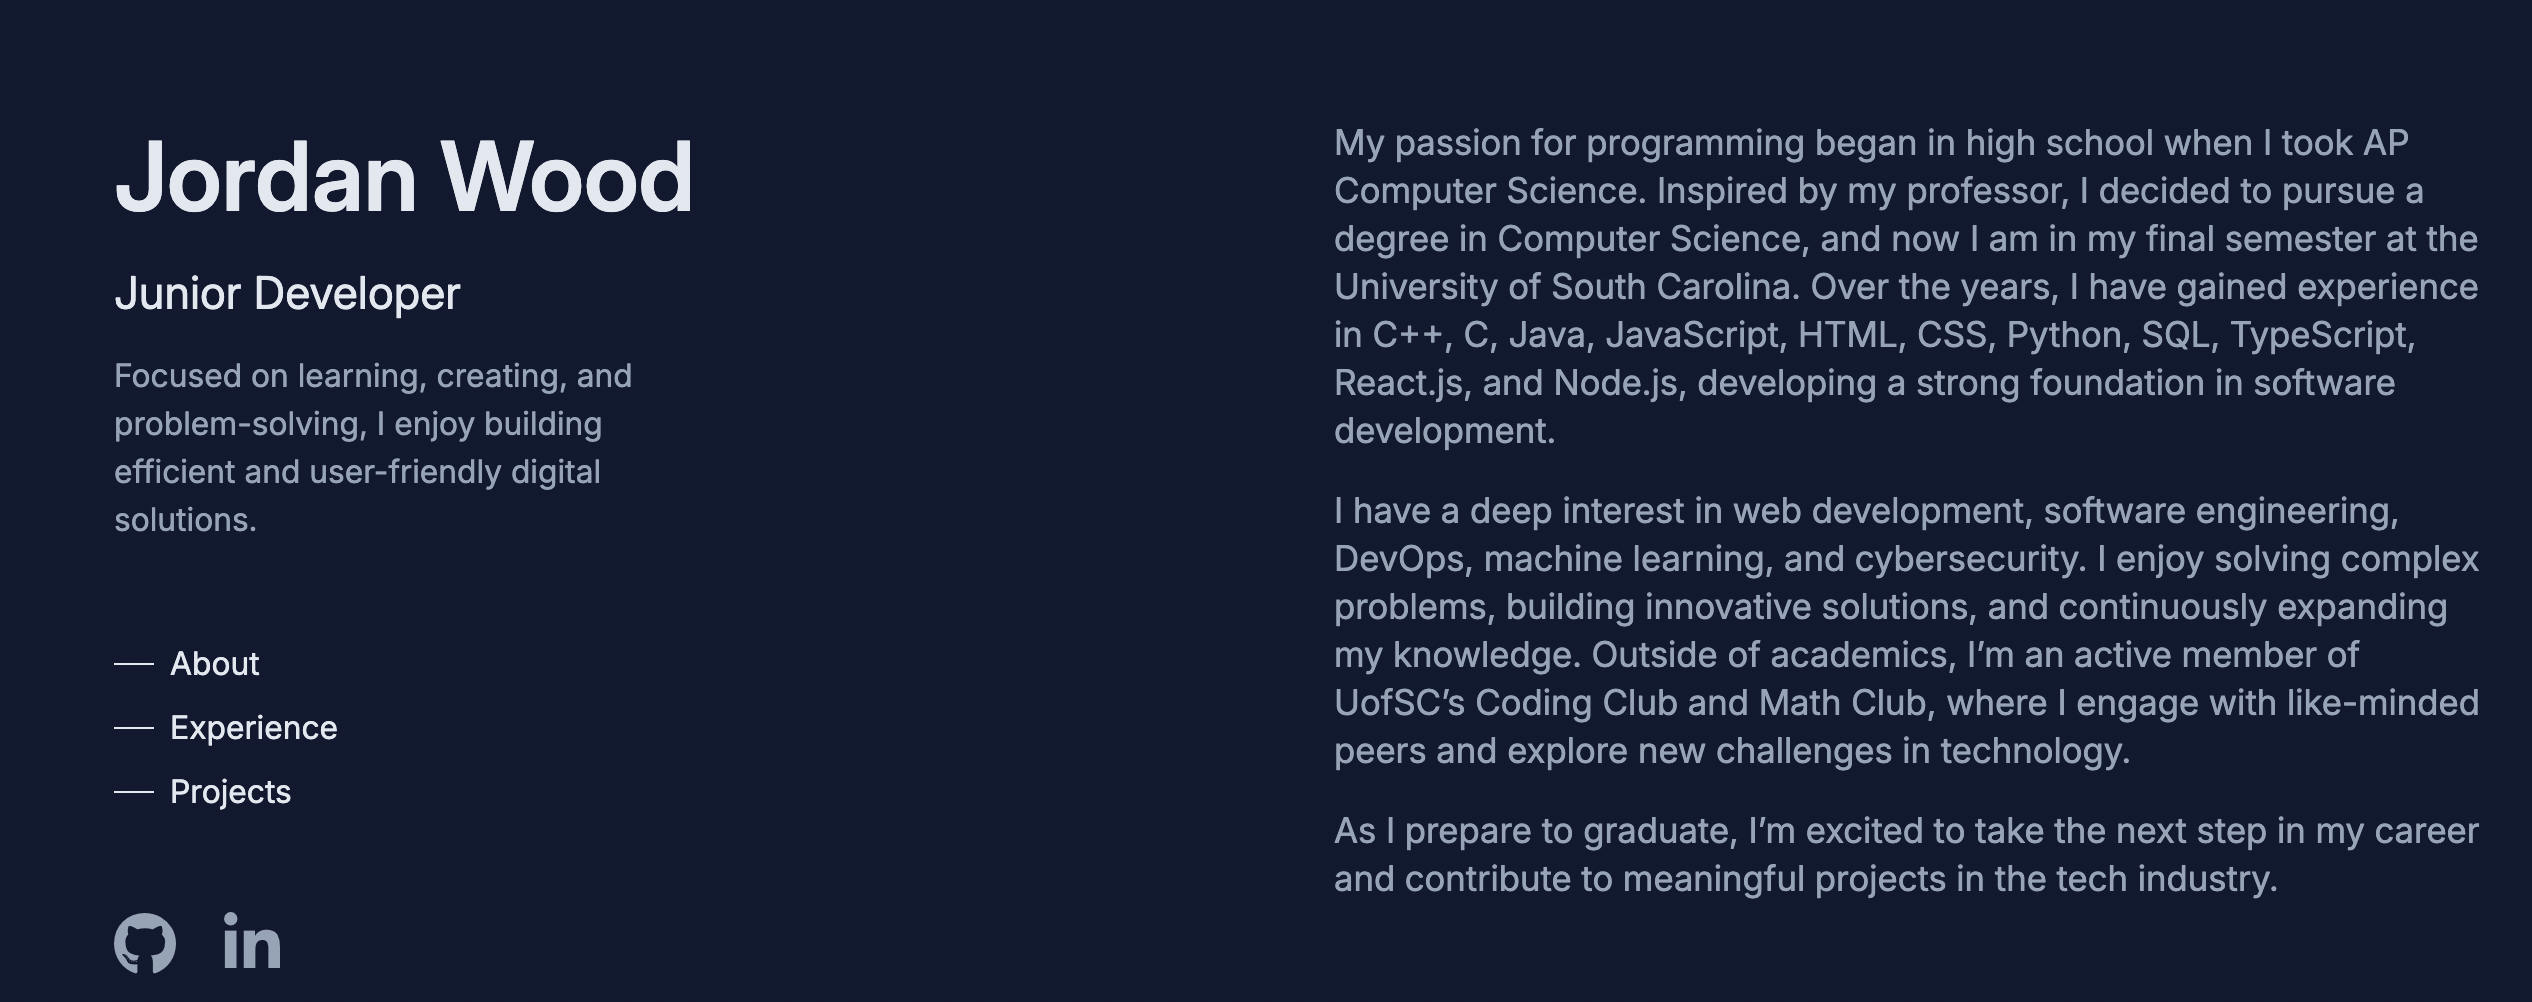 Jordan Wood
Junior Developer
Focused on learning, creating, and
problem-solving, I enjoy building
efficient and user-friendly digital
solutions.
About
Experience
Projects
in
My passion for programming began in high school when I took AP
Computer Science. Inspired by my professor, I decided to pursue a
degree in Computer Science, and now I am in my final semester at the
University of South Carolina. Over the years, I have gained experience
in C++, C, Java, JavaScript, HTML, CSS, Python, SQL, TypeScript,
React.js, and Node.js, developing a strong foundation in software
development.
I have a deep interest in web development, software engineering,
DevOps, machine learning, and cybersecurity. I enjoy solving complex
problems, building innovative solutions, and continuously expanding
my knowledge. Outside of academics, I’m an active member of
UofSC’s Coding Club and Math Club, where I engage with like-minded
peers and explore new challenges in technology.
As I prepare to graduate, I’m excited to take the next step in my career
and contribute to meaningful projects in the tech industry.